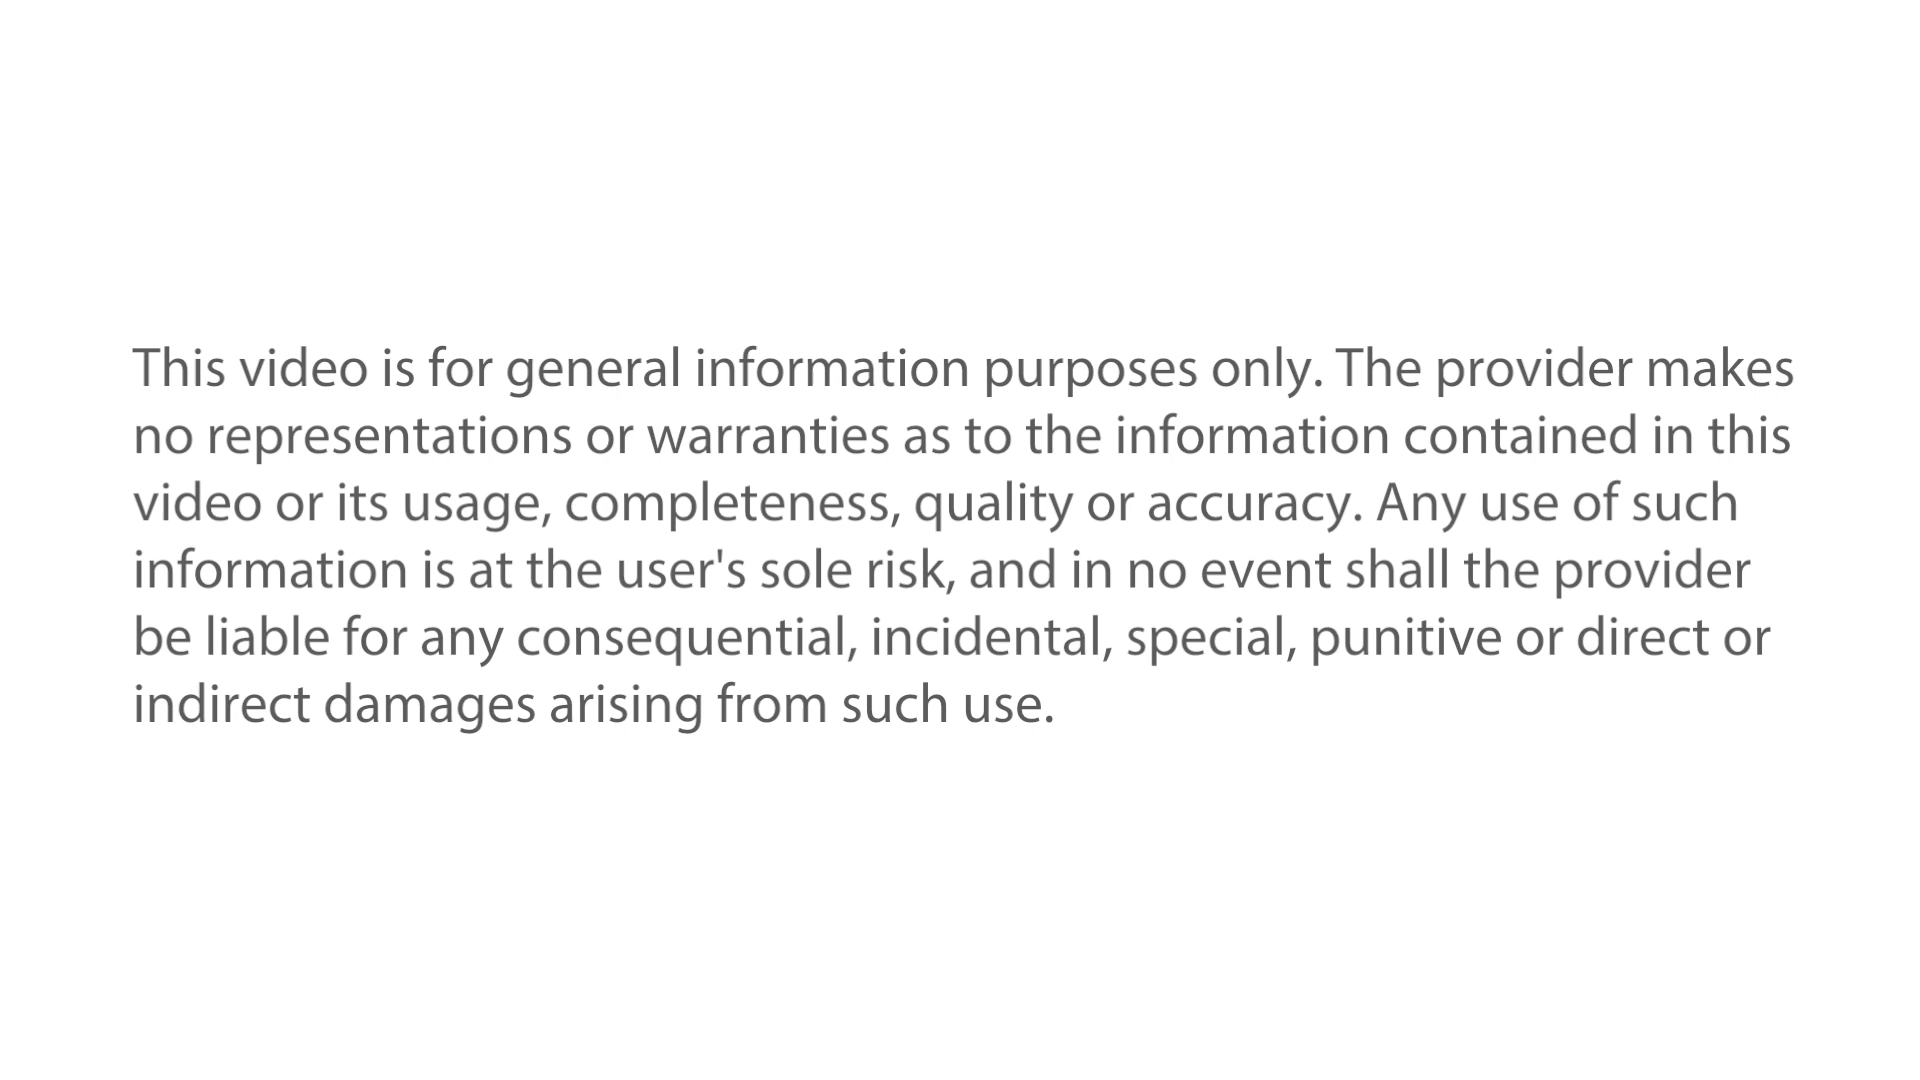 This video is for general information purposes only. The provider makes
no representations or warranties as to the information contained in this
video or its usage, completeness, quality or accuracy. Any use of such
information is at the user's sole risk, and in no event shall the provider
be liable for any consequential, incidental, special, punitive or direct or
indirect damages arising from such use.